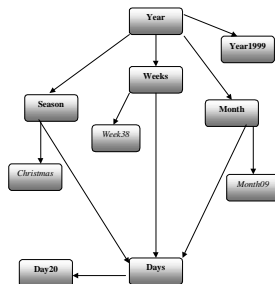 Year
Year1999
Weeks
Season
Month
Week38
Christmas
Month09
Day20
Days